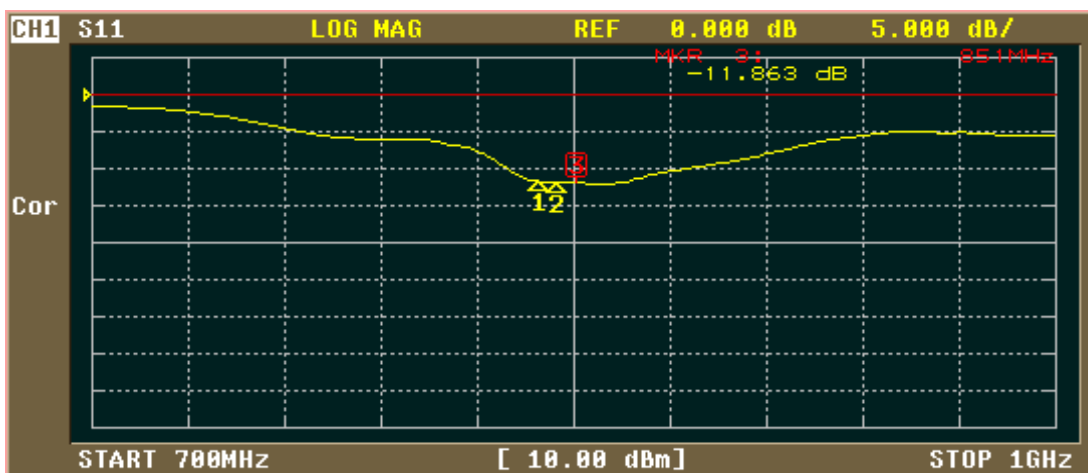 CH1 S11 LOG MAG REF 0.000 dB 5.000 dB/
MKR 3: 851MHz
-11.863 dB
3
12
Cor
START 700MHz [ 10.00 dBm] STOP 1GHz